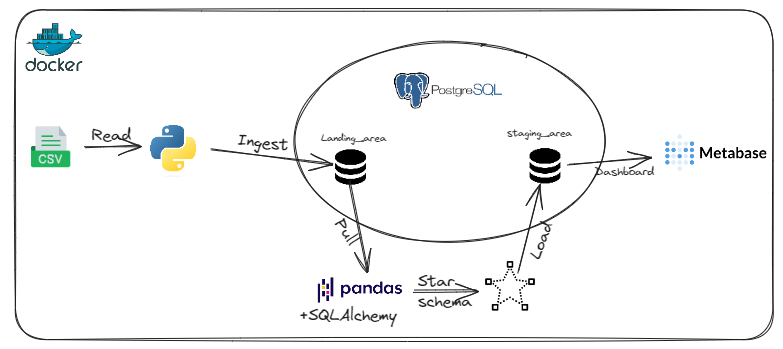 docker
PostgreSQL
Read
Ingest
Landing_area
staging_area
CSV
Metabase
Dashboard
Pull
Load
pandas
Star
schema
+SQLAlchemy